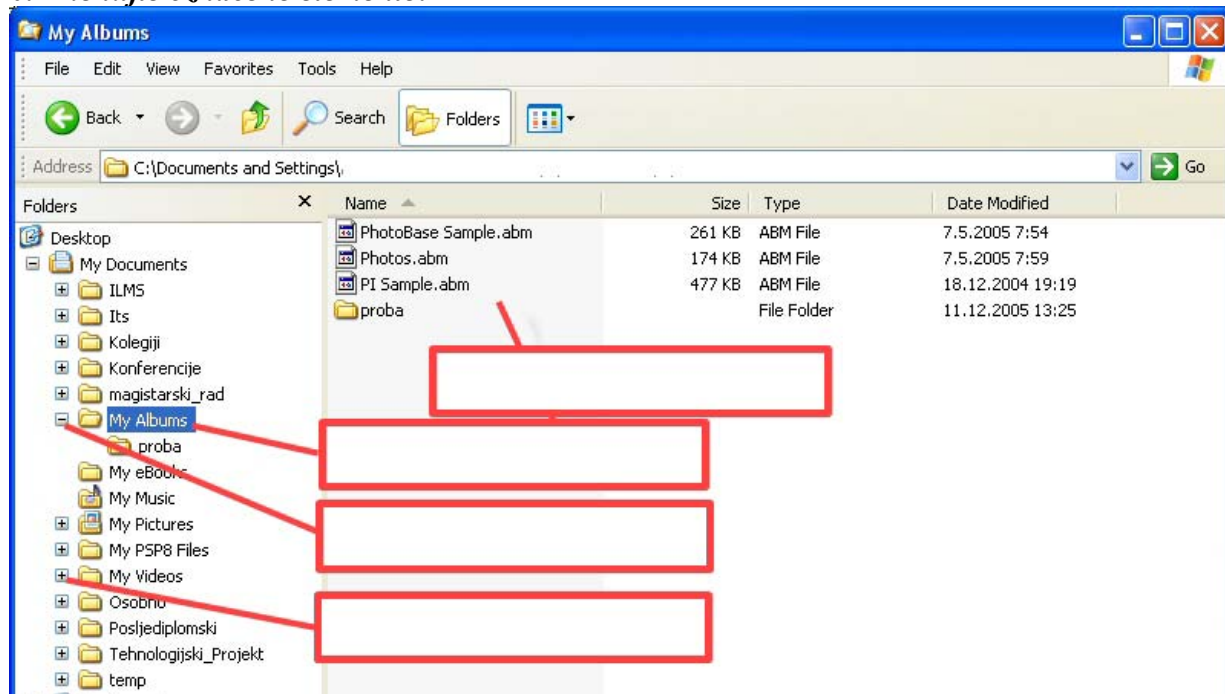 My Albums
File Edit View Favorites Tools Help
Back Search Folders
Address C:\Documents and Settings\ Go
Folders Name Size Type Date Modified
Desktop PhotoBase Sample.abm 261 KB ABM File 7.5.2005 7:54
My Documents Photos.abm 174 KB ABM File 7.5.2005 7:59
ILMS PI Sample.abm 477 KB ABM File 18.12.2004 19:19
Its proba File Folder 11.12.2005 13:25
Kolegiji
Konferencije
magistarski_rad
My Albums
proba
My eBooks
My Music
My Pictures
My PSP8 Files
My Videos
Osobno
Posljediplomski
Tehnologijski_Projekt
temp